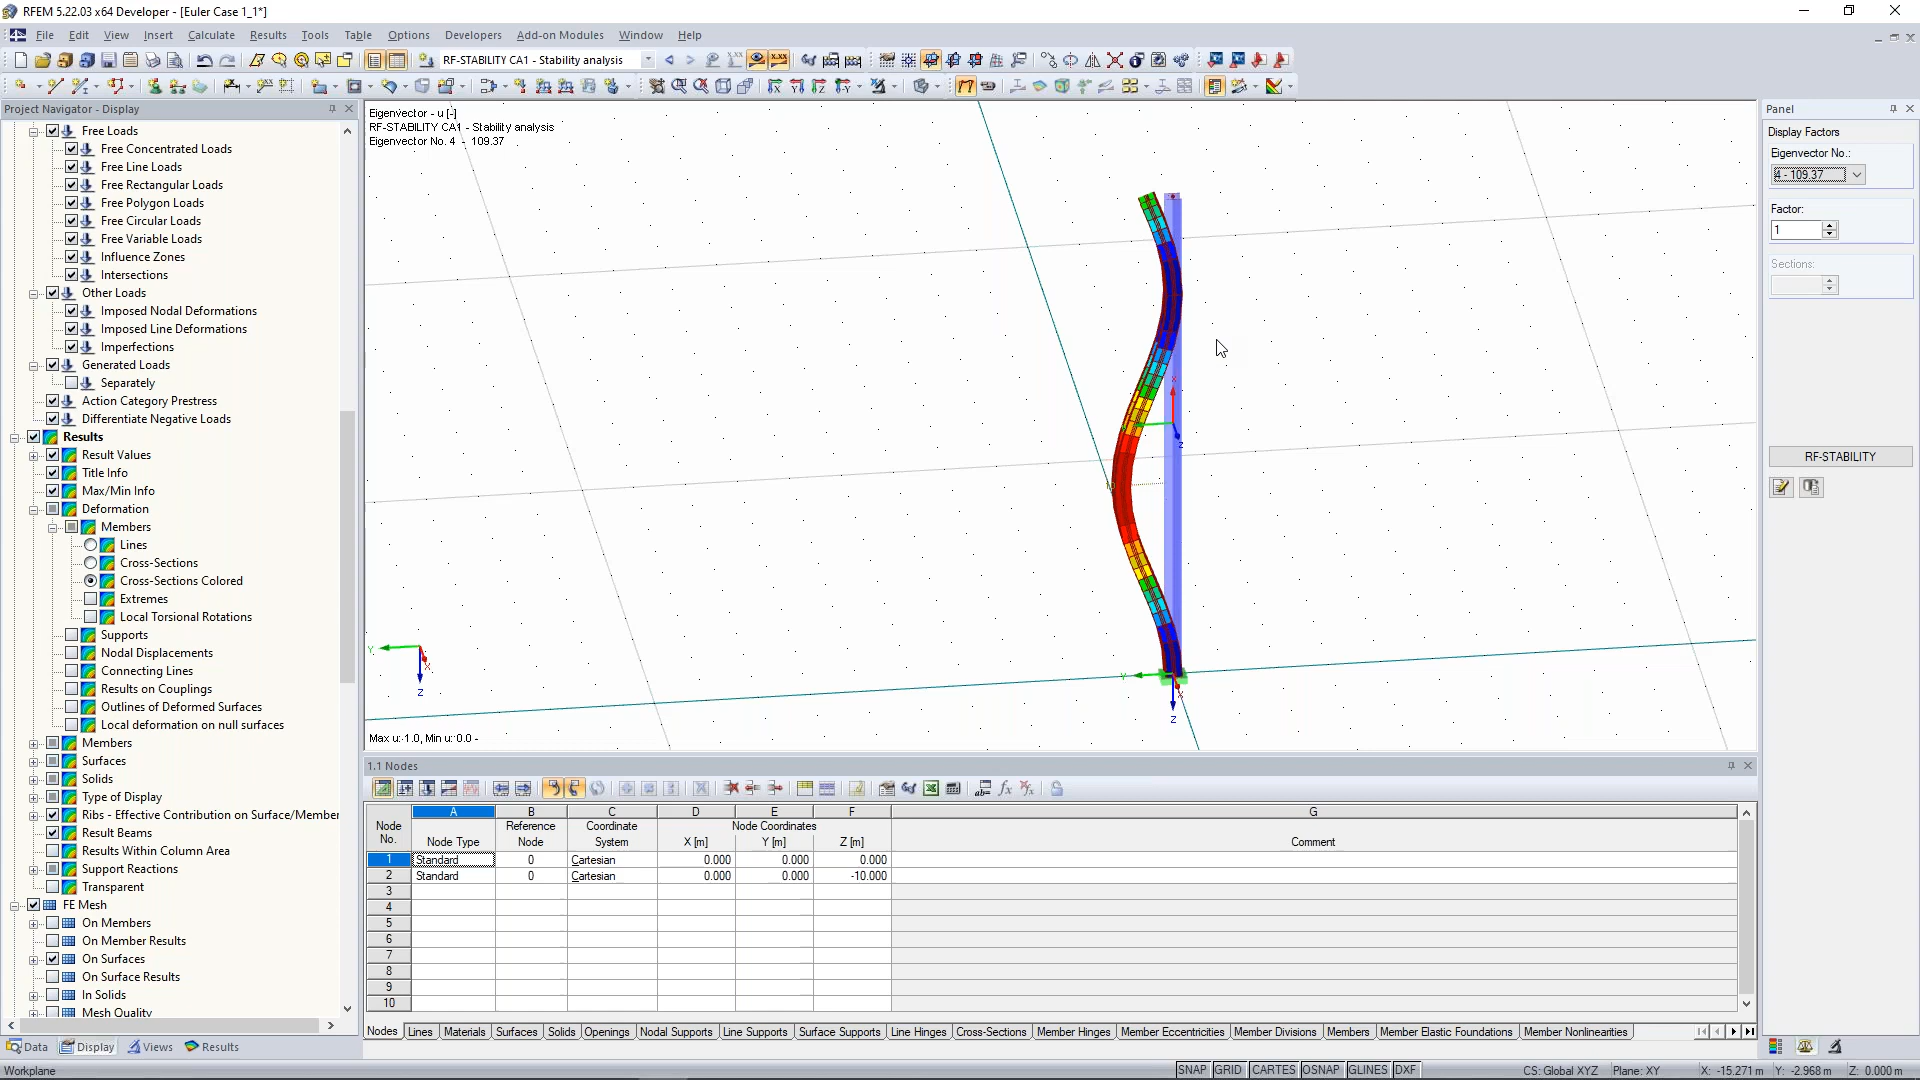 RFEM 5.22.03 x64 Developer - [Euler Case 1_1*]
File Edit View Insert Calculate Results Tools Table Options Developers Add-on Modules Window Help
RF-STABILITY CA1 - Stability analysis
Project Navigator - Display
Free Loads
Free Concentrated Loads
Free Line Loads
Free Rectangular Loads
Free Polygon Loads
Free Circular Loads
Free Variable Loads
Influence Zones
Intersections
Other Loads
Imposed Nodal Deformations
Imposed Line Deformations
Imperfections
Generated Loads
Separately
Action Category Prestress
Differentiate Negative Loads
Results
Result Values
Title Info
Max/Min Info
Deformation
Members
Lines
Cross-Sections
Cross-Sections Colored
Extremes
Local Torsional Rotations
Supports
Nodal Displacements
Connecting Lines
Results on Couplings
Outlines of Deformed Surfaces
Local deformation on null surfaces
Members
Surfaces
Solids
Type of Display
Ribs - Effective Contribution on Surface/Member
Result Beams
Results Within Column Area
Support Reactions
Transparent
FE Mesh
On Members
On Member Results
On Surfaces
On Surface Results
In Solids
Mesh Quality
Data Display Views Results
Eigenvector - u [-]
RF-STABILITY CA1 - Stability analysis
Eigenvector No. 4 - 109.37
X
Y
Z
Y
X
Z
Y
X
Z
Max u: 1.0, Min u: 0.0 -
Panel
Display Factors
Eigenvector No.:
4 - 109.37
Factor:
1
Sections:
RF-STABILITY
1.1 Nodes
A B C D E F G
Node No. Node Type Reference Node Coordinate System Node Coordinates X [m] Y [m] Z [m] Comment
1 Standard 0 Cartesian 0.000 0.000 0.000
2 Standard 0 Cartesian 0.000 0.000 -10.000
3
4
5
6
7
8
9
10
Nodes Lines Materials Surfaces Solids Openings Nodal Supports Line Supports Surface Supports Line Hinges Cross-Sections Member Hinges Member Eccentricities Member Divisions Members Member Elastic Foundations Member Nonlinearities
Workplane SNAP GRID CARTES OSNAP GLINES DXF CS: Global XYZ Plane: XY X: -15.271 m Y: -2.968 m Z: 0.000 m